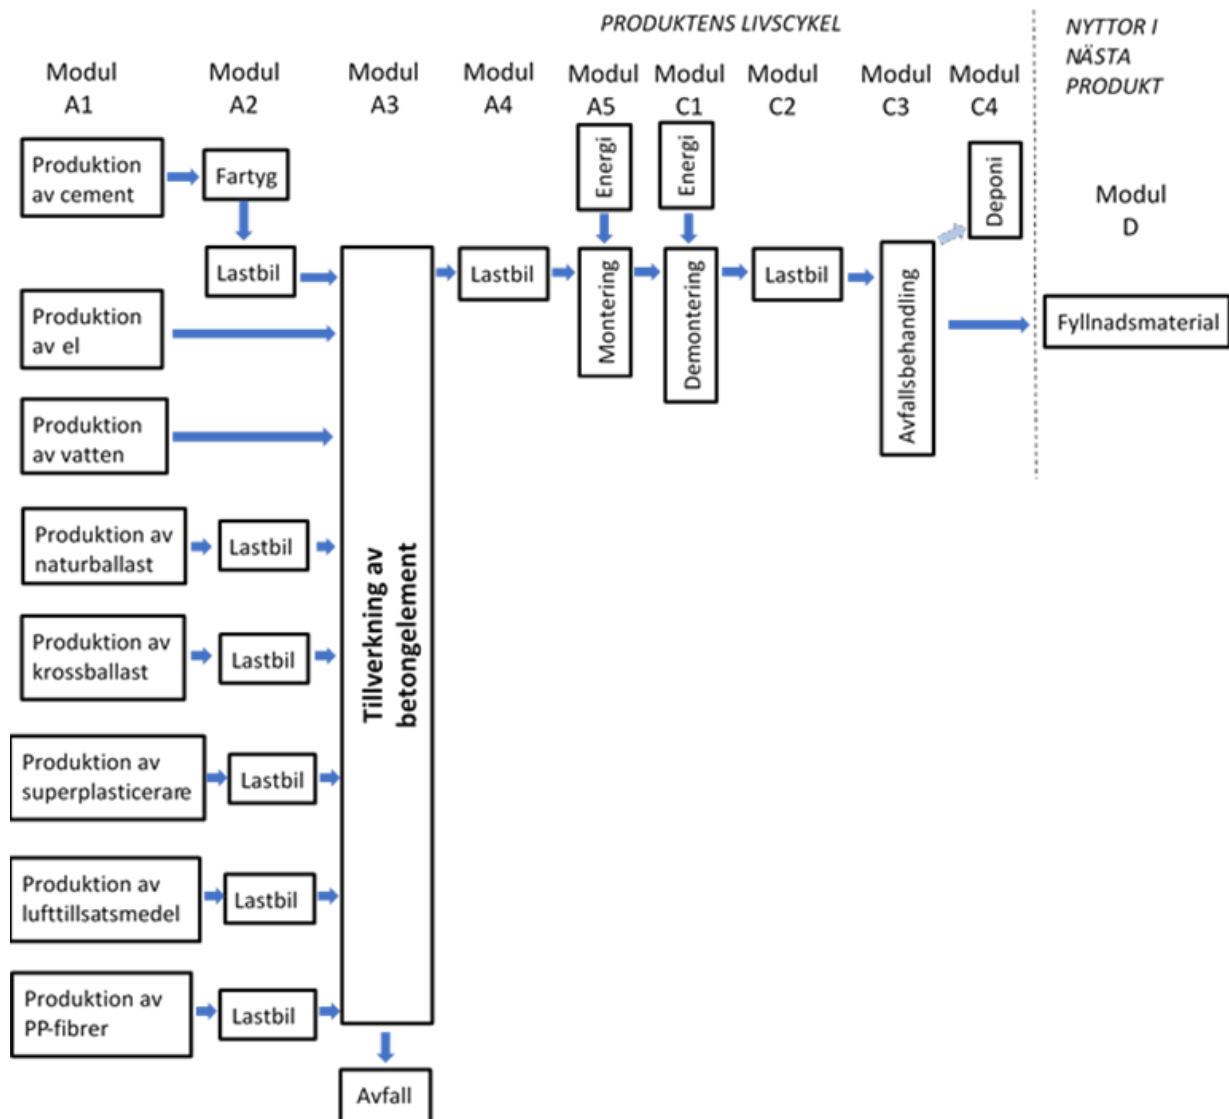 PRODUKTENS LIVSCYKEL
NYTTOR I
NÄSTA
PRODUKT
Modul
A1
Modul
A2
Modul
A3
Modul
A4
Modul
A5
Modul
C1
Modul
C2
Modul
C3
Modul
C4
Modul
D
Produktion
av cement
Fartyg
Lastbil
Produktion
av el
Produktion
av vatten
Produktion av
naturballast
Lastbil
Produktion av
krossballast
Lastbil
Produktion av
superplasticerare
Lastbil
Produktion av
lufttillsatsmedel
Lastbil
Produktion av
PP-fibrer
Lastbil
Tillverkning av
betongelement
Avfall
Lastbil
Energi
Montering
Energi
Demontering
Lastbil
Avfallsbehandling
Deponi
Fyllnadsmaterial